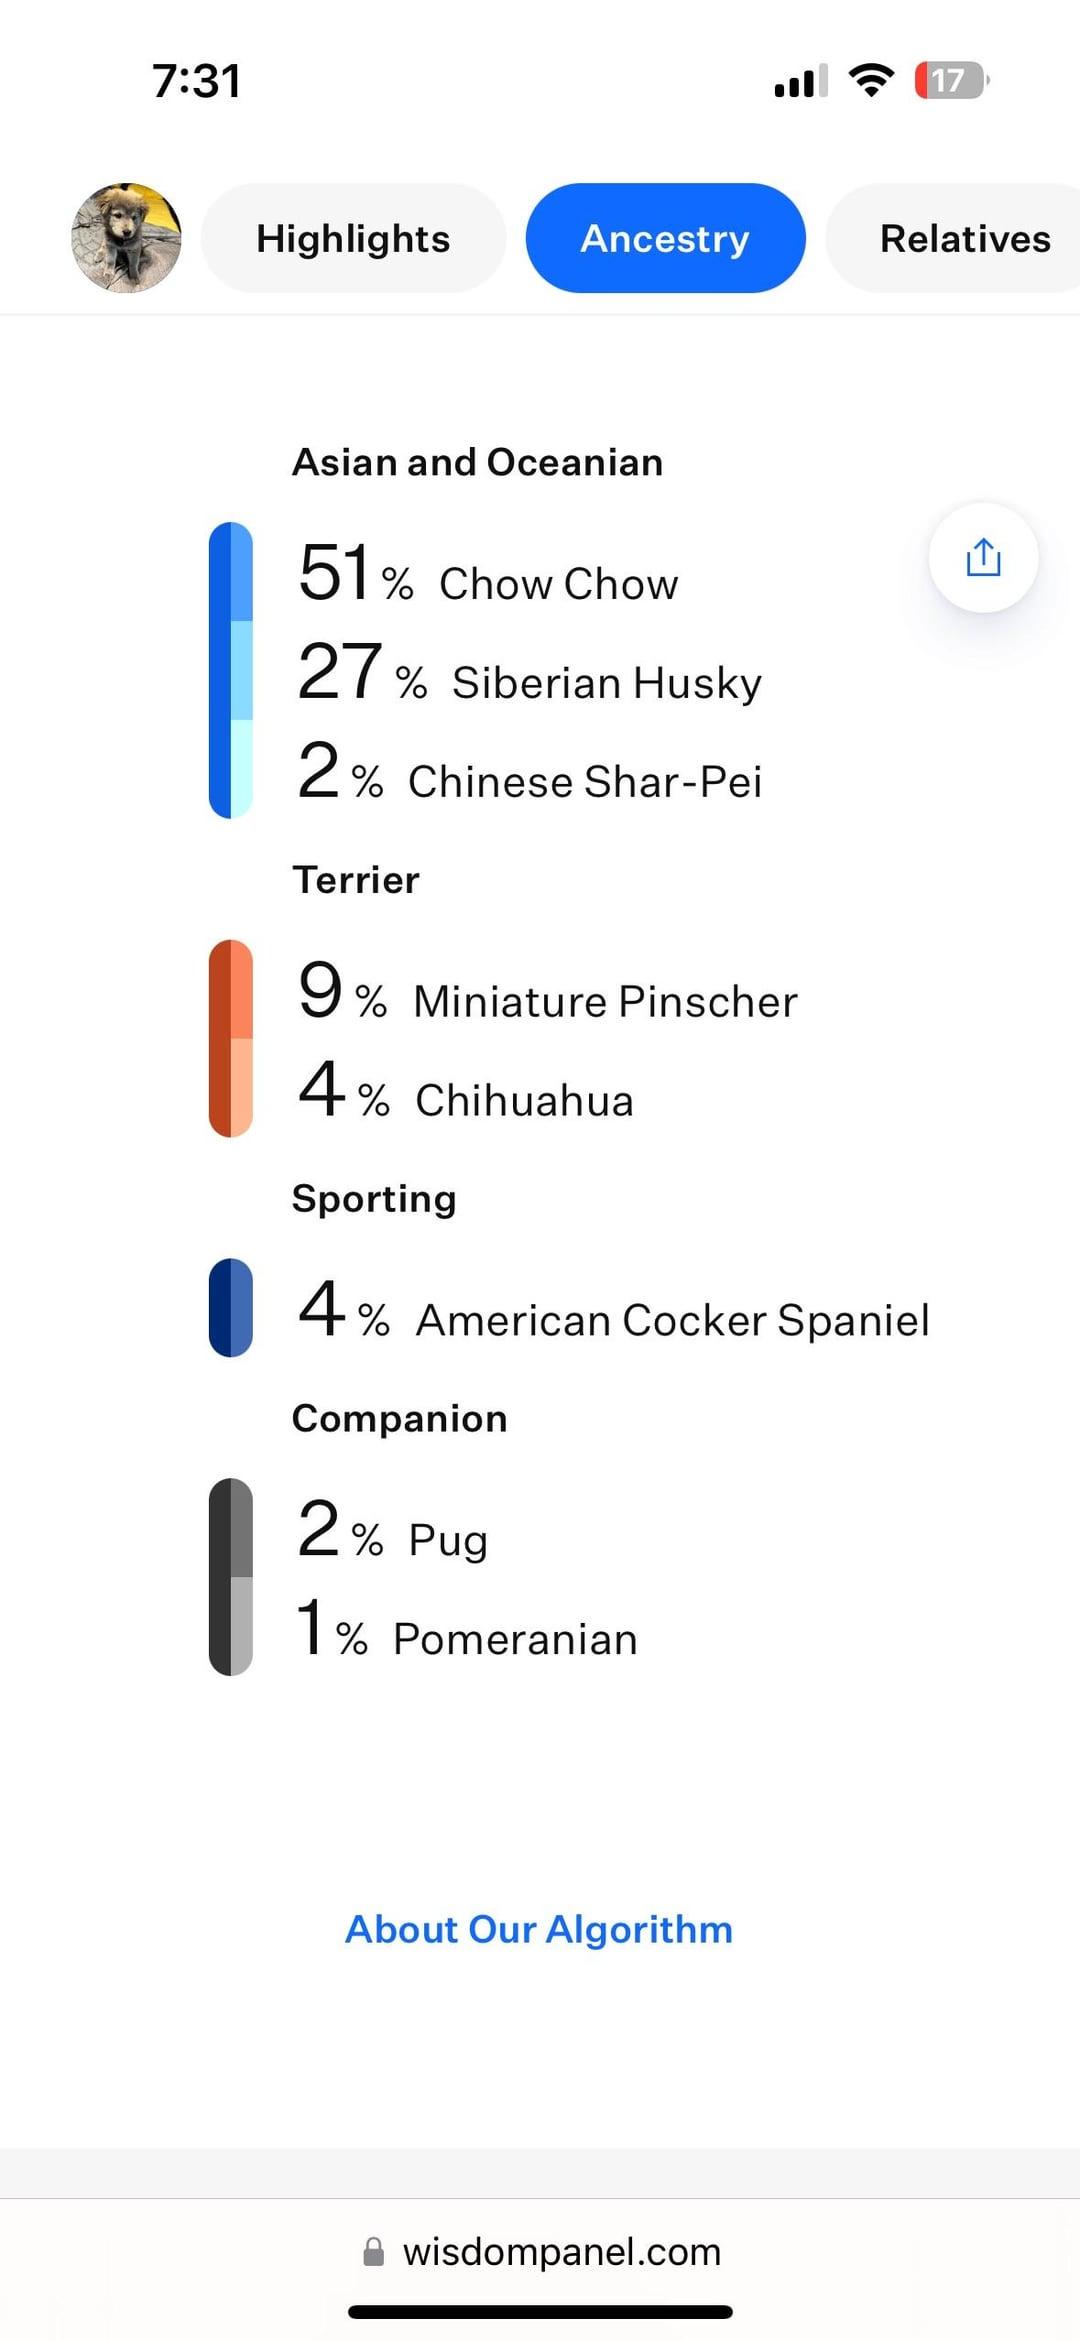 7:31
17
Highlights
Ancestry
Relatives
Asian and Oceanian
51% Chow Chow
27% Siberian Husky
2% Chinese Shar-Pei
Terrier
9% Miniature Pinscher
4% Chihuahua
Sporting
4% American Cocker Spaniel
Companion
2% Pug
1% Pomeranian
About Our Algorithm
wisdompanel.com